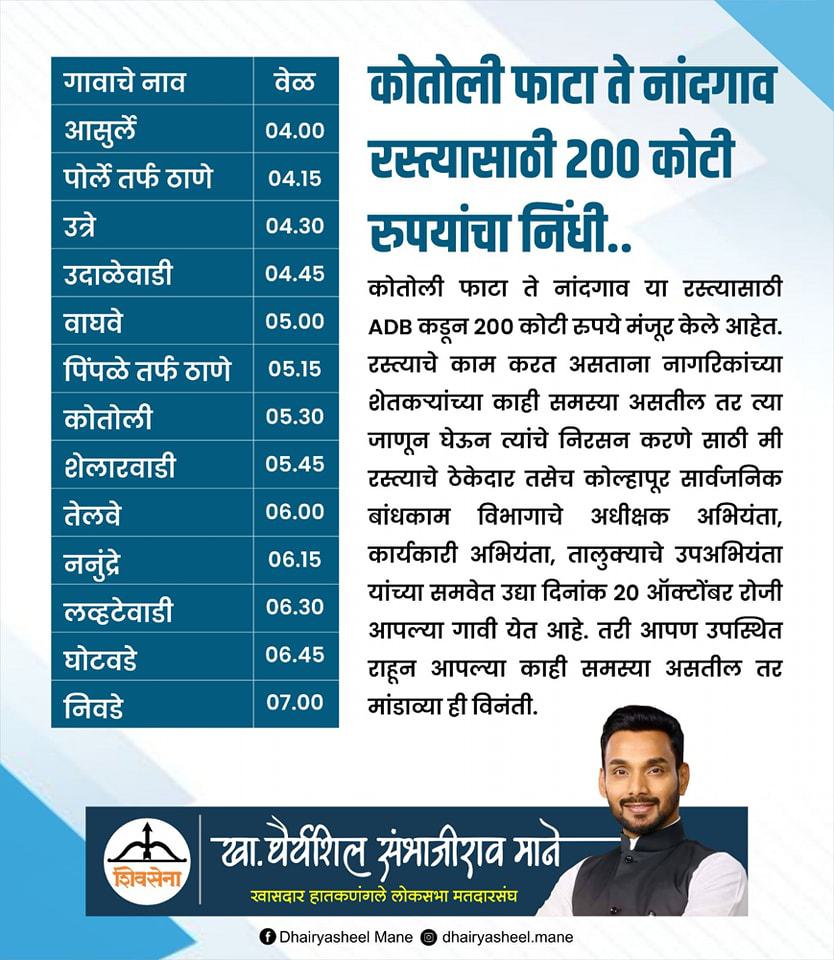 गावाचे नाव वेळ
आसुर्ले 04.00
पोर्ले तर्फ ठाणे 04.15
उत्रे 04.30
उदाळेवाडी 04.45
वाघवे 05.00
पिंपळे तर्फ ठाणे 05.15
कोतोली 05.30
शेलारवाडी 05.45
तेलवे 06.00
ननुंद्रे 06.15
लव्हटेवाडी 06.30
घोटवडे 06.45
निवडे 07.00
कोतोली फाटा ते नांदगाव
रस्त्यासाठी 200 कोटी
रुपयांचा निंधी..
कोतोली फाटा ते नांदगाव या रस्त्यासाठी
ADB कडून 200 कोटी रुपये मंजूर केले आहेत.
रस्त्याचे काम करत असताना नागरिकांच्या
शेतकऱ्यांच्या काही समस्या असतील तर त्या
जाणून घेऊन त्यांचे निरसन करणे साठी मी
रस्त्याचे ठेकेदार तसेच कोल्हापूर सार्वजनिक
बांधकाम विभागाचे अधीक्षक अभियंता,
कार्यकारी अभियंता, तालुक्याचे उपअभियंता
यांच्या समवेत उद्या दिनांक 20 ऑक्टोंबर रोजी
आपल्या गावी येत आहे. तरी आपण उपस्थित
राहून आपल्या काही समस्या असतील तर
मांडाव्या ही विनंती.
शिवसेना
खा. धैर्यशिल संभाजीराव माने
खासदार हातकणंगले लोकसभा मतदारसंघ
Dhairyasheel Mane dhairyasheel.mane